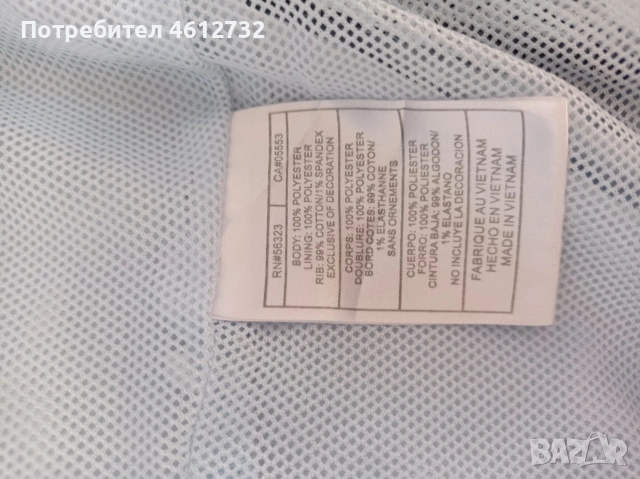 Потребител 4612732
RN#56323 CA#05553
BODY: 100% POLYESTER
LINING: 100% POLYESTER
RIB: 99% COTTON/1% SPANDEX
EXCLUSIVE OF DECORATION
CORPS: 100% POLYESTER
DOUBLURE: 100% POLYESTER
BORD COTES: 99% COTON/
1% ELASTHANNE
SANS ORNEMENTS
CUERPO: 100% POLIESTER
FORRO: 100% POLIESTER
CINTURA BAJA: 99% ALGODON/
1% ELASTANO
NO INCLUYE LA DECORACION
FABRIQUE AU VIETNAM
HECHO EN VIETNAM
MADE IN VIETNAM
BAZAR